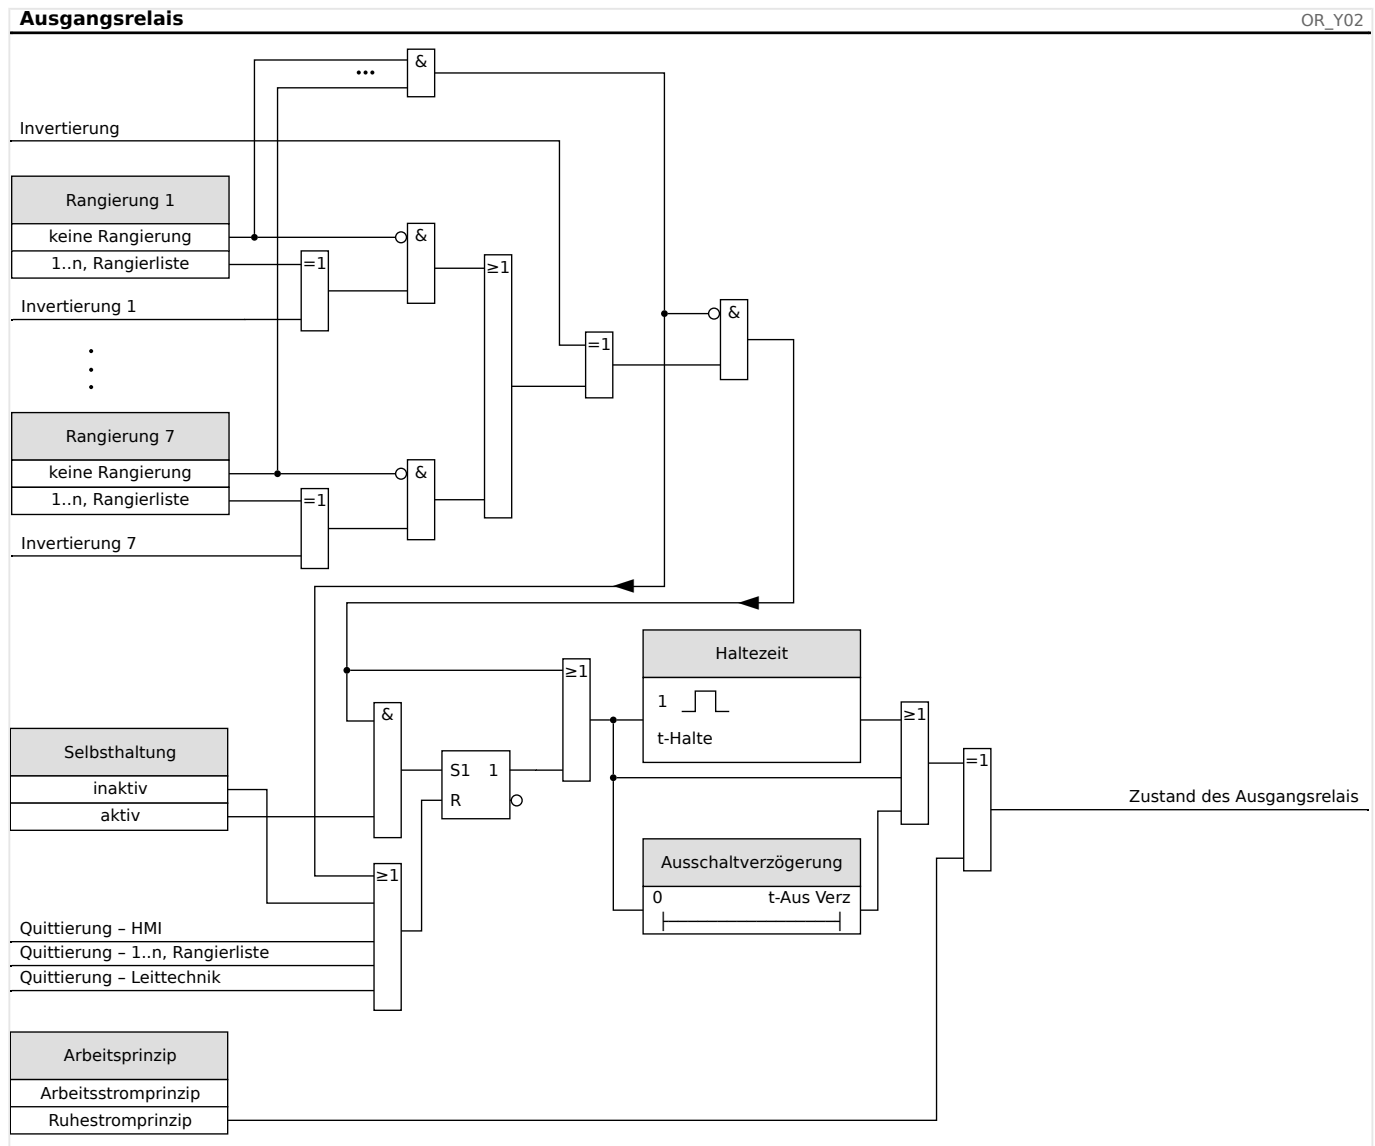 Ausgangsrelais
OR_Y02
&
...
Invertierung
Rangierung 1
keine Rangierung
&
1..n, Rangierliste
=1
≥1
Invertierung 1
&
=1
Rangierung 7
keine Rangierung
&
1..n, Rangierliste
=1
Invertierung 7
Haltezeit
≥1
1
t-Halte
&
≥1
Selbsthaltung
inaktiv
aktiv
S1 1
R
=1
Zustand des Ausgangsrelais
Ausschaltverzögerung
0 t-Aus Verz
≥1
Quittierung – HMI
Quittierung – 1..n, Rangierliste
Quittierung – Leittechnik
Arbeitsprinzip
Arbeitsstromprinzip
Ruhestromprinzip